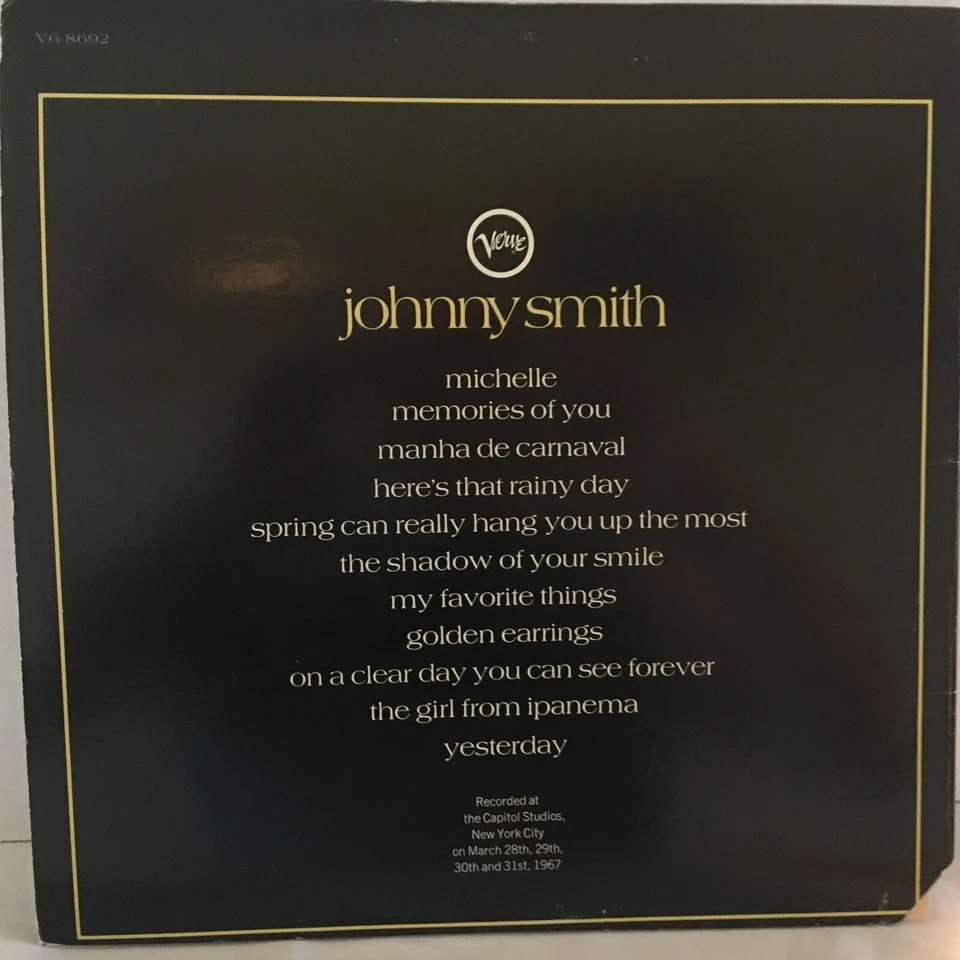 V6-8692
Verve
johnny smith
michelle
memories of you
manha de carnaval
here's that rainy day
spring can really hang you up the most
the shadow of your smile
my favorite things
golden earrings
on a clear day you can see forever
the girl from ipanema
yesterday
Recorded at
the Capitol Studios,
New York City
on March 28th, 29th,
30th and 31st, 1967